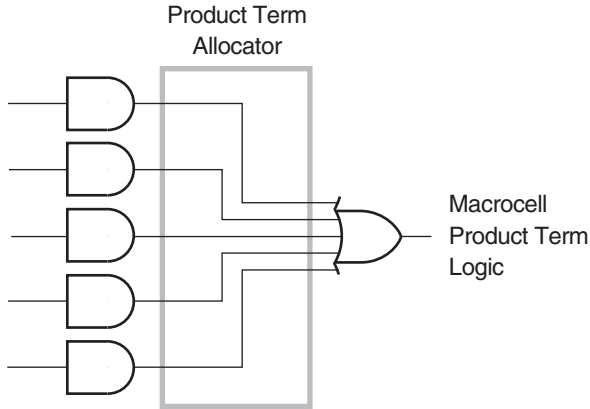 Product Term
Allocator
Macrocell
Product Term
Logic